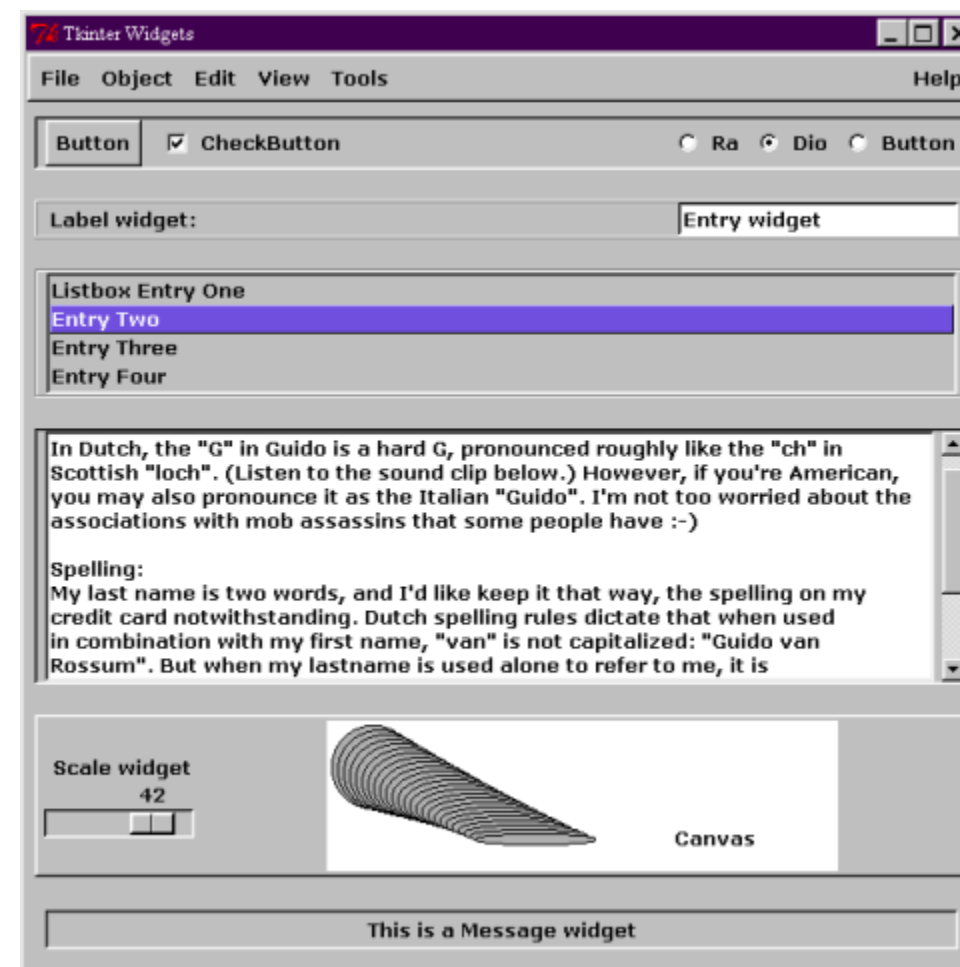 Tkinter Widgets
File Object Edit View Tools Help
Button CheckButton Ra Dio Button
Label widget: Entry widget
Listbox Entry One
Entry Two
Entry Three
Entry Four
In Dutch, the "G" in Guido is a hard G, pronounced roughly like the "ch" in
Scottish "loch". (Listen to the sound clip below.) However, if you're American,
you may also pronounce it as the Italian "Guido". I'm not too worried about the
associations with mob assassins that some people have :-)
Spelling:
My last name is two words, and I'd like keep it that way, the spelling on my
credit card notwithstanding. Dutch spelling rules dictate that when used
in combination with my first name, "van" is not capitalized: "Guido van
Rossum". But when my lastname is used alone to refer to me, it is
Scale widget
42
Canvas
This is a Message widget